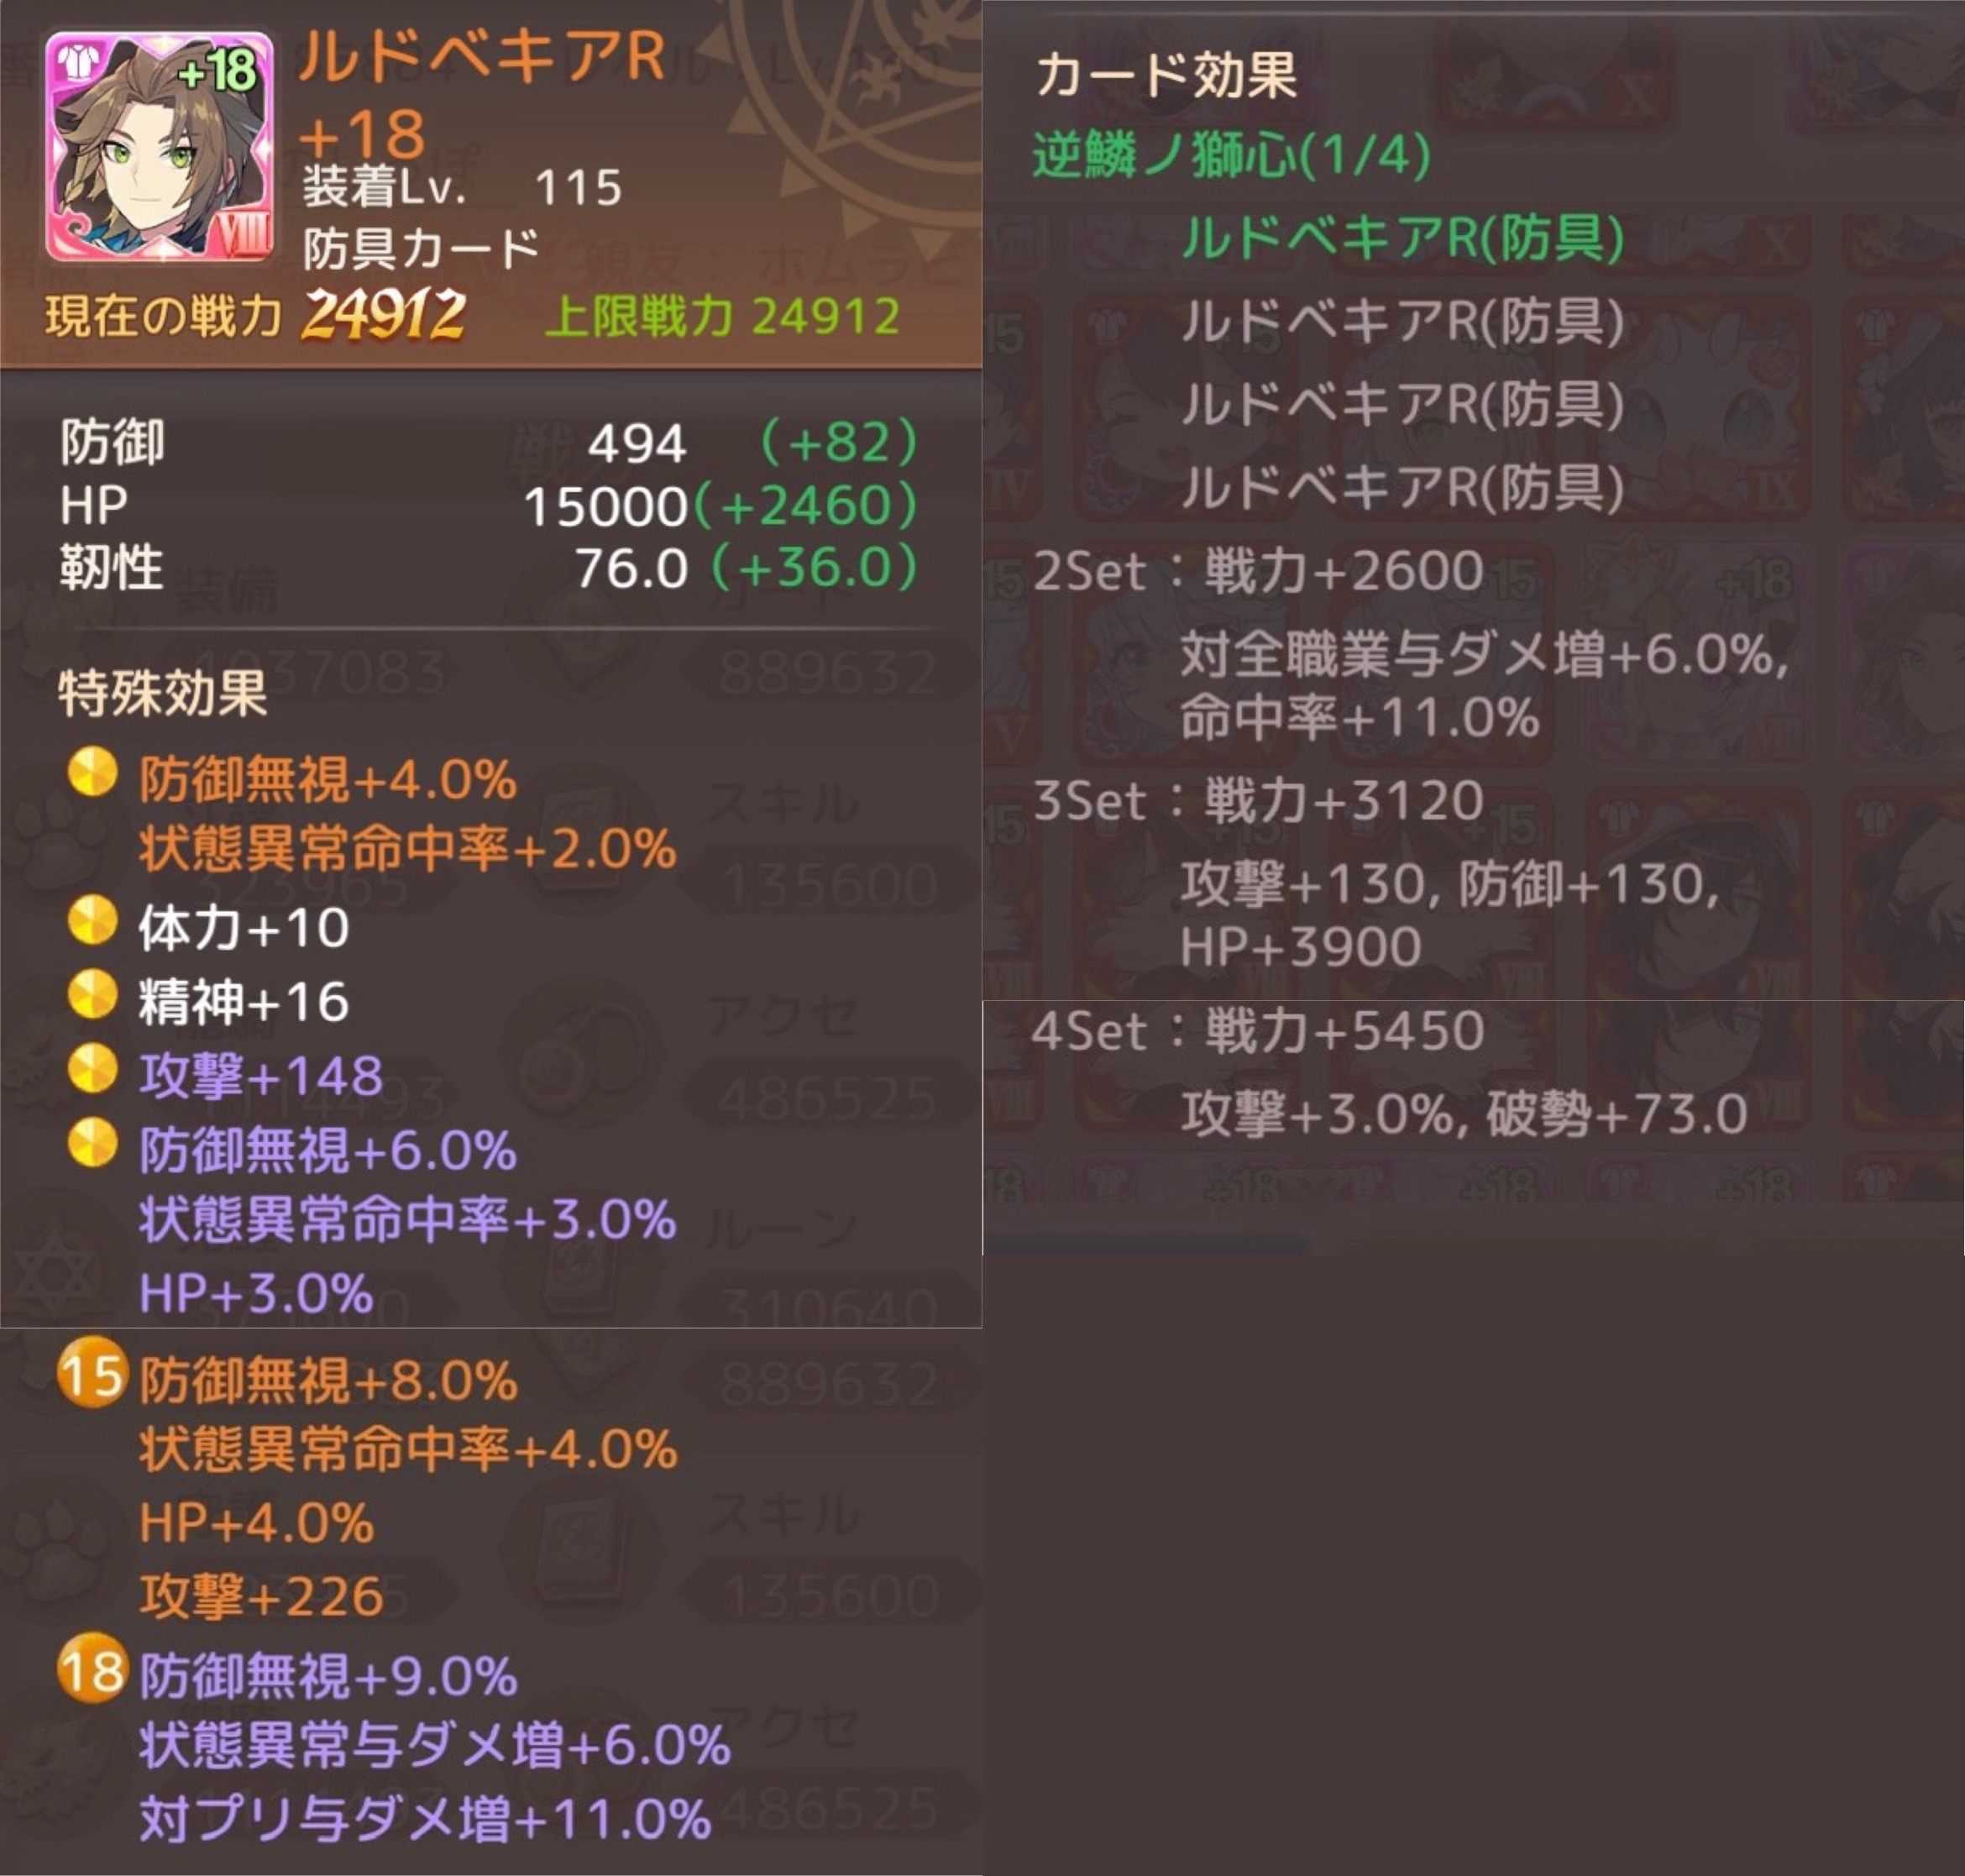 +18
VIII
ルドベキアR
+18
装着Lv. 115
防具カード
現在の戦力 24912 上限戦力 24912
防御 494 (+82)
HP 15000(+2460)
靭性 76.0 (+36.0)
特殊効果
防御無視+4.0%
状態異常命中率+2.0%
体力+10
精神+16
攻撃+148
防御無視+6.0%
状態異常命中率+3.0%
HP+3.0%
15 防御無視+8.0%
状態異常命中率+4.0%
HP+4.0%
攻撃+226
18 防御無視+9.0%
状態異常与ダメ増+6.0%
対プリ与ダメ増+11.0%
カード効果
逆鱗ノ獅心(1/4)
ルドベキアR(防具)
ルドベキアR(防具)
ルドベキアR(防具)
ルドベキアR(防具)
2Set：戦力+2600
対全職業与ダメ増+6.0%,
命中率+11.0%
3Set：戦力+3120
攻撃+130, 防御+130,
HP+3900
4Set：戦力+5450
攻撃+3.0%, 破勢+73.0